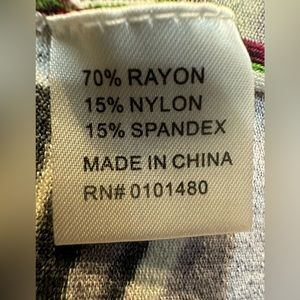 70% RAYON
15% NYLON
15% SPANDEX
MADE IN CHINA
RN# 0101480